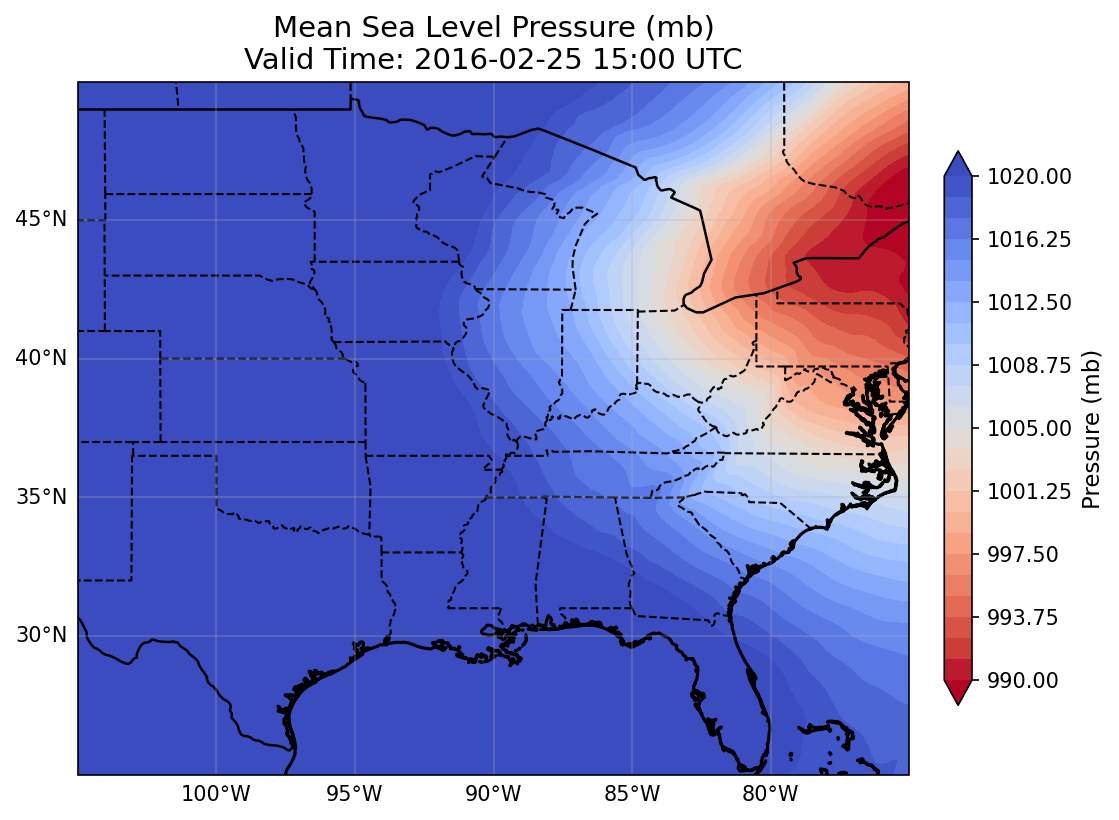 Mean Sea Level Pressure (mb)
Valid Time: 2016-02-25 15:00 UTC
45°N
40°N
35°N
30°N
100°W
95°W
90°W
85°W
80°W
1020.00
1016.25
1012.50
1008.75
1005.00
1001.25
997.50
993.75
990.00
Pressure (mb)